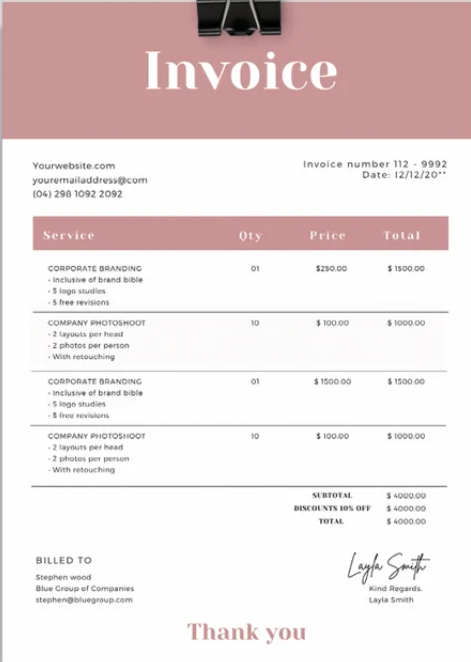 Invoice
Yourwebsite.com
youremailaddress@com
(04) 298 1092 2092
Invoice number 112 - 9992
Date: 12/12/20**
Service Qty Price Total
CORPORATE BRANDING 01 $250.00 $ 1500.00
- Inclusive of brand bible
- 5 logo studies
- 5 free revisions
COMPANY PHOTOSHOOT 10 $ 100.00 $ 1000.00
- 2 layouts per head
- 2 photos per person
- With retouching
CORPORATE BRANDING 01 $ 1500.00 $ 1500.00
- Inclusive of brand bible
- 5 logo studies
- 5 free revisions
COMPANY PHOTOSHOOT 10 $ 100.00 $ 1000.00
- 2 layouts per head
- 2 photos per person
- With retouching
SUBTOTAL $ 4000.00
DISCOUNTS 10% OFF $ 4000.00
TOTAL $ 4000.00
BILLED TO
Stephen wood
Blue Group of Companies
stephen@bluegroup.com
Layla Smith
Kind Regards,
Layla Smith
Thank you